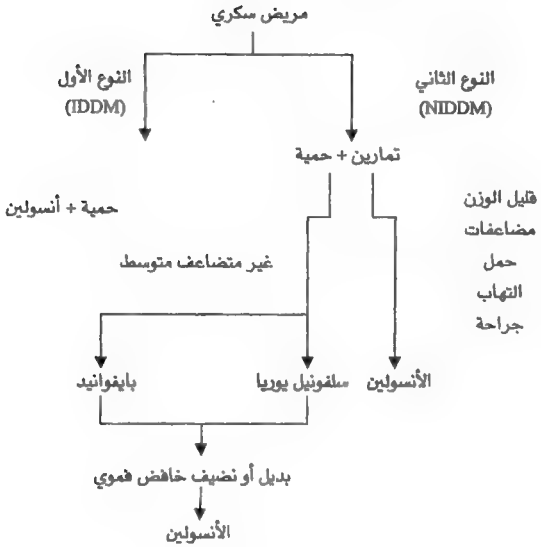 مريض سكري
النوع الأول
(IDDM)
النوع الثاني
(NIDDM)
تمارين + حمية
حمية + أنسولين
قليل الوزن
مضاعفات
حمل
التهاب
جراحة
غير متضاعف متوسط
بايغوانيد
سلفونيل يوريا
الأنسولين
بديل أو نضيف خافض فموي
الأنسولين